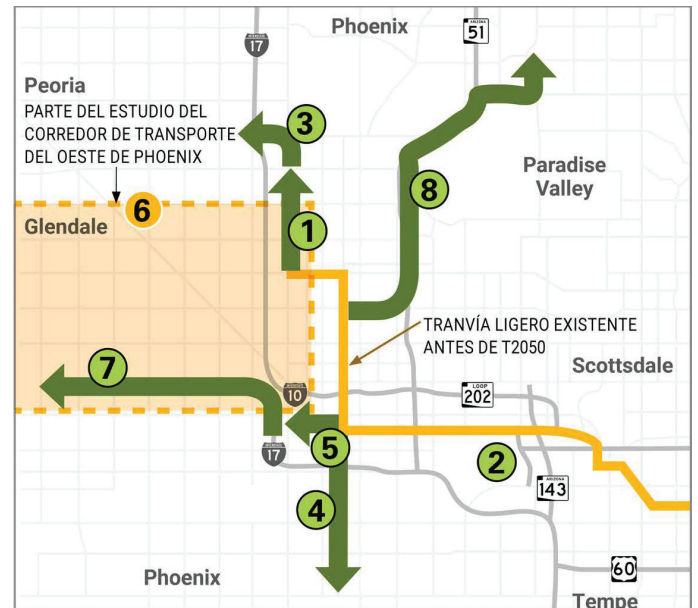 Phoenix
ARIZONA
51
17
Peoria
PARTE DEL ESTUDIO DEL
CORREDOR DE TRANSPORTE
DEL OESTE DE PHOENIX
3
Paradise
Valley
8
6
Glendale
1
TRANVÍA LIGERO EXISTENTE
ANTES DE T2050
Scottsdale
7
10
LOOP
202
17
5
2
ARIZONA
143
4
Phoenix
60
Tempe